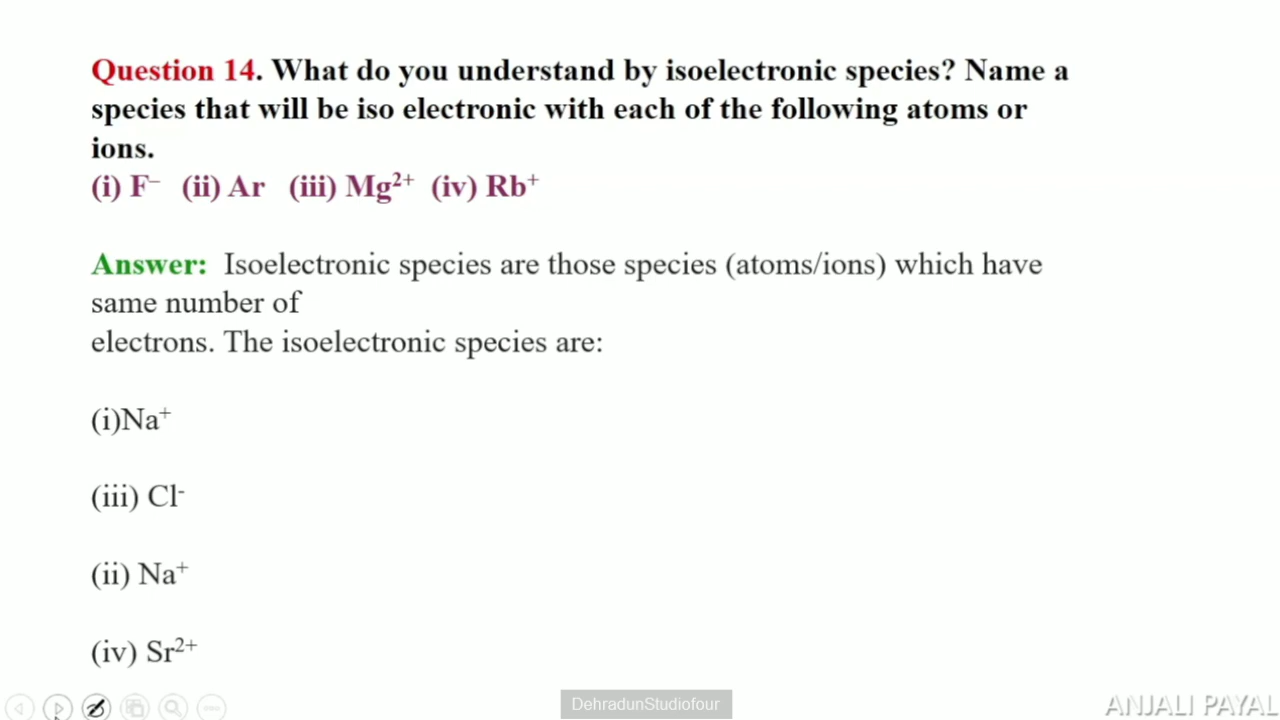 Question 14. What do you understand by isoelectronic species? Name a
species that will be iso electronic with each of the following atoms or
ions.
(i) F⁻ (ii) Ar (iii) Mg²⁺ (iv) Rb⁺
Answer: Isoelectronic species are those species (atoms/ions) which have
same number of
electrons. The isoelectronic species are:
(i)Na⁺
(iii) Cl⁻
(ii) Na⁺
(iv) Sr²⁺
DehradunStudiofour
ANJALI PAYAL